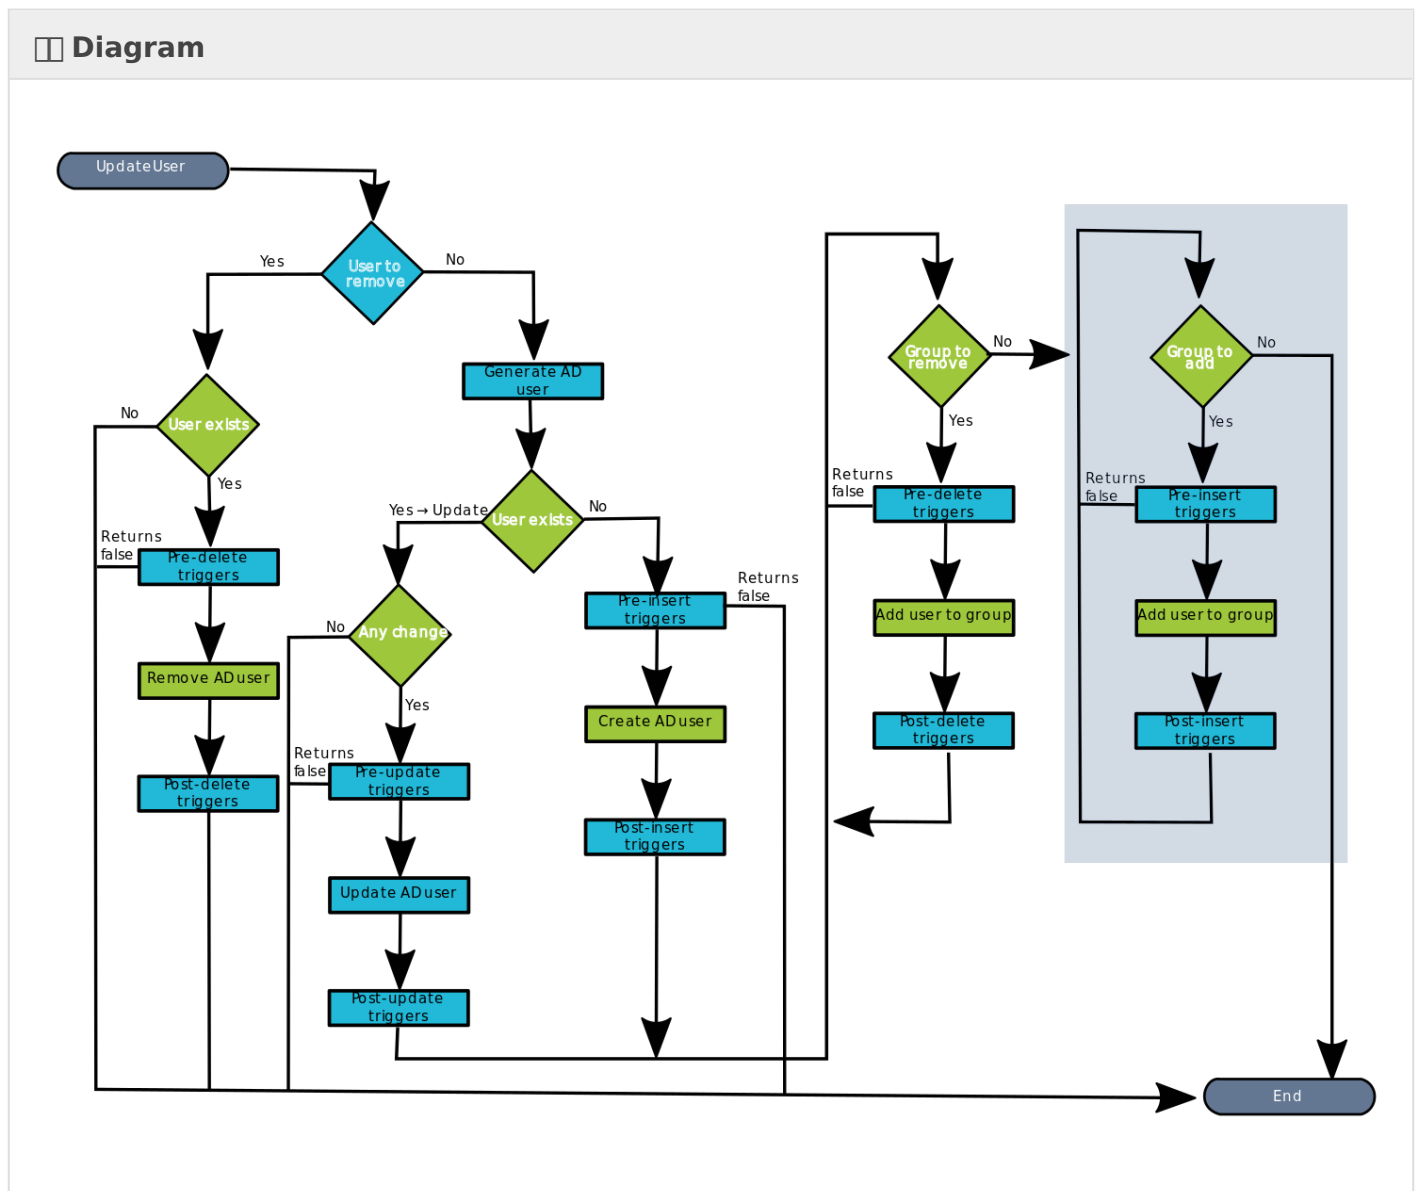 Diagram
UpdateUser
Yes
User to
remove
No
Generate AD
user
No
User exists
Yes
Returns
false
Pre-delete
triggers
Remove AD user
Post-delete
triggers
Yes→Update
User exists
No
No
Any change
Yes
Returns
false
Pre-update
triggers
Update AD user
Post-update
triggers
Returns
false
Pre-insert
triggers
Create AD user
Post-insert
triggers
Group to
remove
No
Yes
Returns
false
Pre-delete
triggers
Add user to group
Post-delete
triggers
Group to
add
No
Yes
Returns
false
Pre-insert
triggers
Add user to group
Post-insert
triggers
End